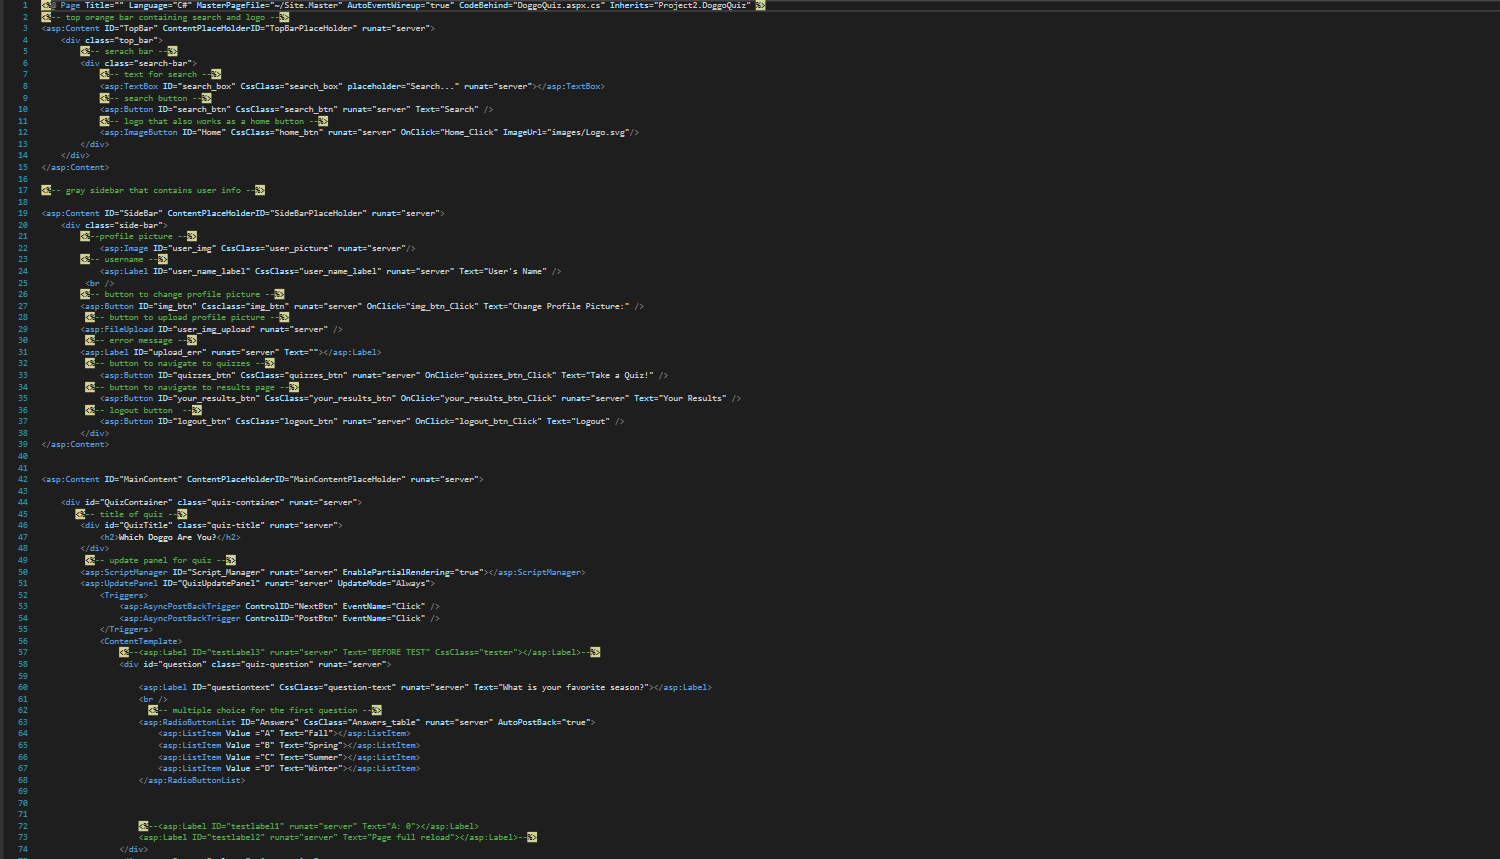 1 <%@ Page Title="" Language="C#" MasterPageFile="~/Site.Master" AutoEventWireup="true" CodeBehind="DoggoQuiz.aspx.cs" Inherits="Project2.DoggoQuiz" %>
2 <%-- top orange bar containing search and logo --%>
3 <asp:Content ID="TopBar" ContentPlaceHolderID="TopBarPlaceHolder" runat="server">
4 <div class="top_bar">
5 <%-- serach bar --%>
6 <div class="search-bar">
7 <%-- text for search --%>
8 <asp:TextBox ID="search_box" CssClass="search_box" placeholder="Search..." runat="server"></asp:TextBox>
9 <%-- search button --%>
10 <asp:Button ID="search_btn" CssClass="search_btn" runat="server" Text="Search" />
11 <%-- logo that also works as a home button --%>
12 <asp:ImageButton ID="Home" CssClass="home_btn" runat="server" OnClick="Home_Click" ImageUrl="images/Logo.svg"/>
13 </div>
14 </div>
15 </asp:Content>
16
17 <%-- gray sidebar that contains user info --%>
18
19 <asp:Content ID="SideBar" ContentPlaceHolderID="SideBarPlaceHolder" runat="server">
20 <div class="side-bar">
21 <%--profile picture --%>
22 <asp:Image ID="user_img" CssClass="user_picture" runat="server"/>
23 <%-- username --%>
24 <asp:Label ID="user_name_label" CssClass="user_name_label" runat="server" Text="User's Name" />
25 <br />
26 <%-- button to change profile picture --%>
27 <asp:Button ID="img_btn" Cssclass="img_btn" runat="server" OnClick="img_btn_Click" Text="Change Profile Picture:" />
28 <%-- button to upload profile picture --%>
29 <asp:FileUpload ID="user_img_upload" runat="server" />
30 <%-- error message --%>
31 <asp:Label ID="upload_err" runat="server" Text=""></asp:Label>
32 <%-- button to navigate to quizzes --%>
33 <asp:Button ID="quizzes_btn" CssClass="quizzes_btn" runat="server" OnClick="quizzes_btn_Click" Text="Take a Quiz!" />
34 <%-- button to navigate to results page --%>
35 <asp:Button ID="your_results_btn" CssClass="your_results_btn" OnClick="your_results_btn_Click" runat="server" Text="Your Results" />
36 <%-- logout button --%>
37 <asp:Button ID="logout_btn" CssClass="logout_btn" runat="server" OnClick="logout_btn_Click" Text="Logout" />
38 </div>
39 </asp:Content>
40
41
42 <asp:Content ID="MainContent" ContentPlaceHolderID="MainContentPlaceHolder" runat="server">
43
44 <div id="QuizContainer" class="quiz-container" runat="server">
45 <%-- title of quiz --%>
46 <div id="QuizTitle" class="quiz-title" runat="server">
47 <h2>Which Doggo Are You?</h2>
48 </div>
49 <%-- update panel for quiz --%>
50 <asp:ScriptManager ID="Script_Manager" runat="server" EnablePartialRendering="true"></asp:ScriptManager>
51 <asp:UpdatePanel ID="QuizUpdatePanel" runat="server" UpdateMode="Always">
52 <Triggers>
53 <asp:AsyncPostBackTrigger ControlID="NextBtn" EventName="Click" />
54 <asp:AsyncPostBackTrigger ControlID="PostBtn" EventName="Click" />
55 </Triggers>
56 <ContentTemplate>
57 <%--<asp:Label ID="testLabel3" runat="server" Text="BEFORE TEST" CssClass="tester"></asp:Label>--%>
58 <div id="question" class="quiz-question" runat="server">
59
60 <asp:Label ID="questiontext" CssClass="question-text" runat="server" Text="What is your favorite season?"></asp:Label>
61 <br />
62 <%-- multiple choice for the first question --%>
63 <asp:RadioButtonList ID="Answers" CssClass="Answers_table" runat="server" AutoPostBack="true">
64 <asp:ListItem Value ="A" Text="Fall"></asp:ListItem>
65 <asp:ListItem Value ="B" Text="Spring"></asp:ListItem>
66 <asp:ListItem Value ="C" Text="Summer"></asp:ListItem>
67 <asp:ListItem Value ="D" Text="Winter"></asp:ListItem>
68 </asp:RadioButtonList>
69
70
71
72 <%--<asp:Label ID="testlabel1" runat="server" Text="A: 0"></asp:Label>
73 <asp:Label ID="testlabel2" runat="server" Text="Page full reload"></asp:Label>--%>
74 </div>